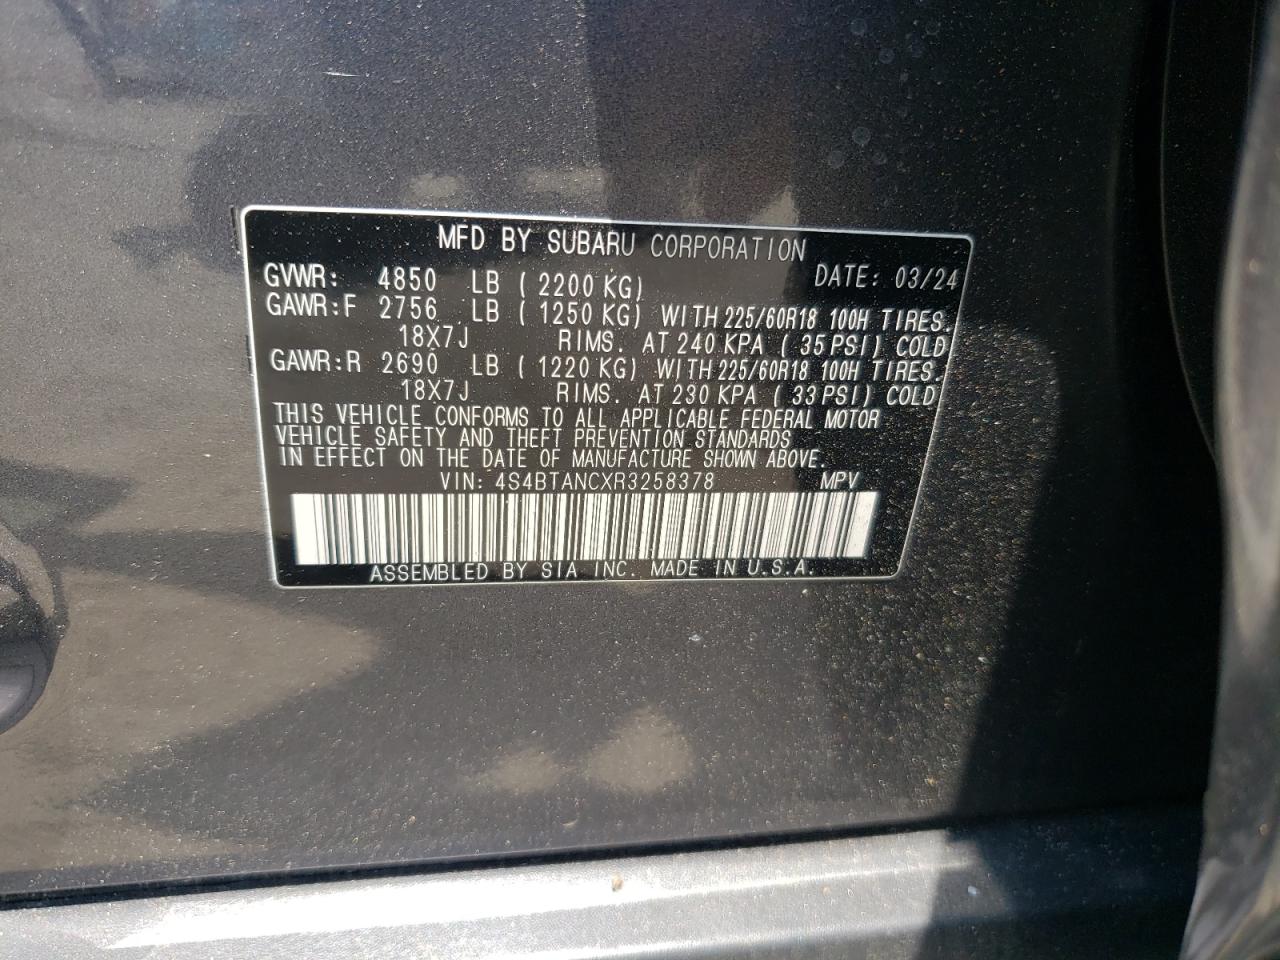 MFD BY SUBARU CORPORATION
GVWR: 4850 LB ( 2200 KG) DATE: 03/24
GAWR:F 2756 LB ( 1250 KG) WITH 225/60R18 100H TIRES.
18X7J RIMS. AT 240 KPA ( 35 PSI) COLD
GAWR:R 2690 LB ( 1220 KG) WITH 225/60R18 100H TIRES.
18X7J RIMS. AT 230 KPA ( 33 PSI) COLD
THIS VEHICLE CONFORMS TO ALL APPLICABLE FEDERAL MOTOR
VEHICLE SAFETY AND THEFT PREVENTION STANDARDS
IN EFFECT ON THE DATE OF MANUFACTURE SHOWN ABOVE.
VIN: 4S4BTANCXR3258378 MPV
ASSEMBLED BY SIA INC. MADE IN U.S.A.